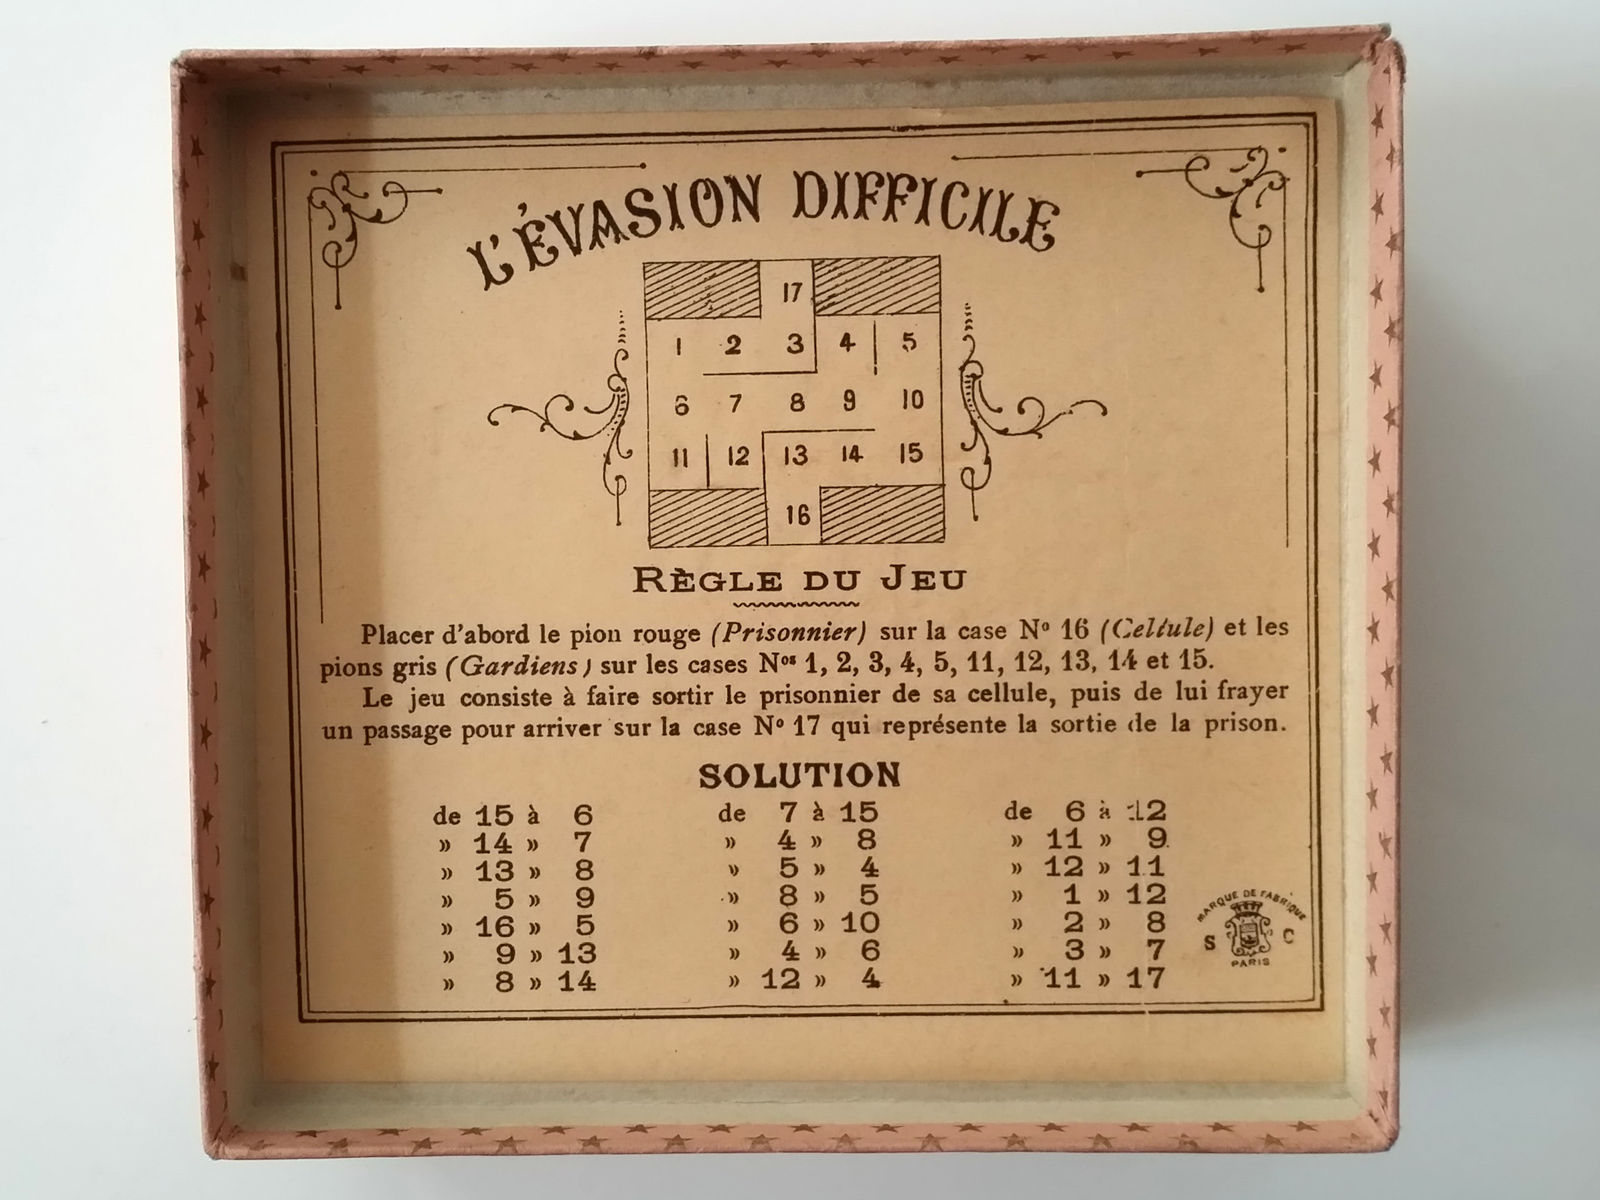 L'ÉVASION DIFFICILE
17
1 2 3 4 5
6 7 8 9 10
11 12 13 14 15
16
RÈGLE DU JEU
Placer d'abord le pion rouge (Prisonnier) sur la case Nº 16 (Cellule) et les
pions gris (Gardiens) sur les cases Nos 1, 2, 3, 4, 5, 11, 12, 13, 14 et 15.
Le jeu consiste à faire sortir le prisonnier de sa cellule, puis de lui frayer
un passage pour arriver sur la case Nº 17 qui représente la sortie de la prison.
SOLUTION
de 15 à 6
» 14 » 7
» 13 » 8
» 5 » 9
» 16 » 5
» 9 » 13
» 8 » 14
de 7 à 15
» 4 » 8
» 5 » 4
» 8 » 5
» 6 » 10
» 4 » 6
» 12 » 4
de 6 à 12
» 11 » 9
» 12 » 11
» 1 » 12
» 2 » 8
» 3 » 7
» 11 » 17
MARQUE DE FABRIQUE
S C
PARIS